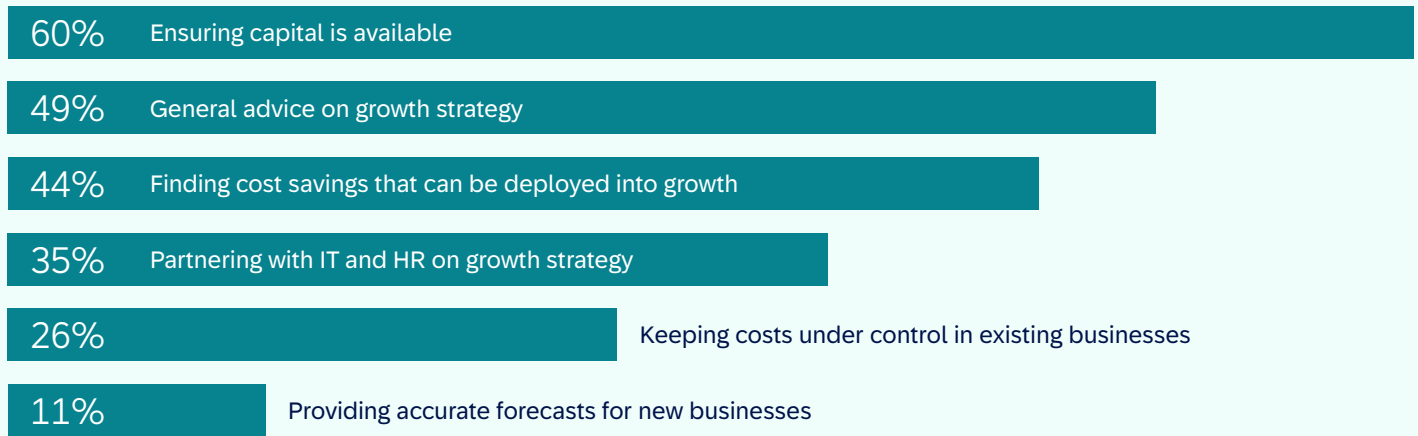 60% Ensuring capital is available
49% General advice on growth strategy
44% Finding cost savings that can be deployed into growth
35% Partnering with IT and HR on growth strategy
26% Keeping costs under control in existing businesses
11% Providing accurate forecasts for new businesses